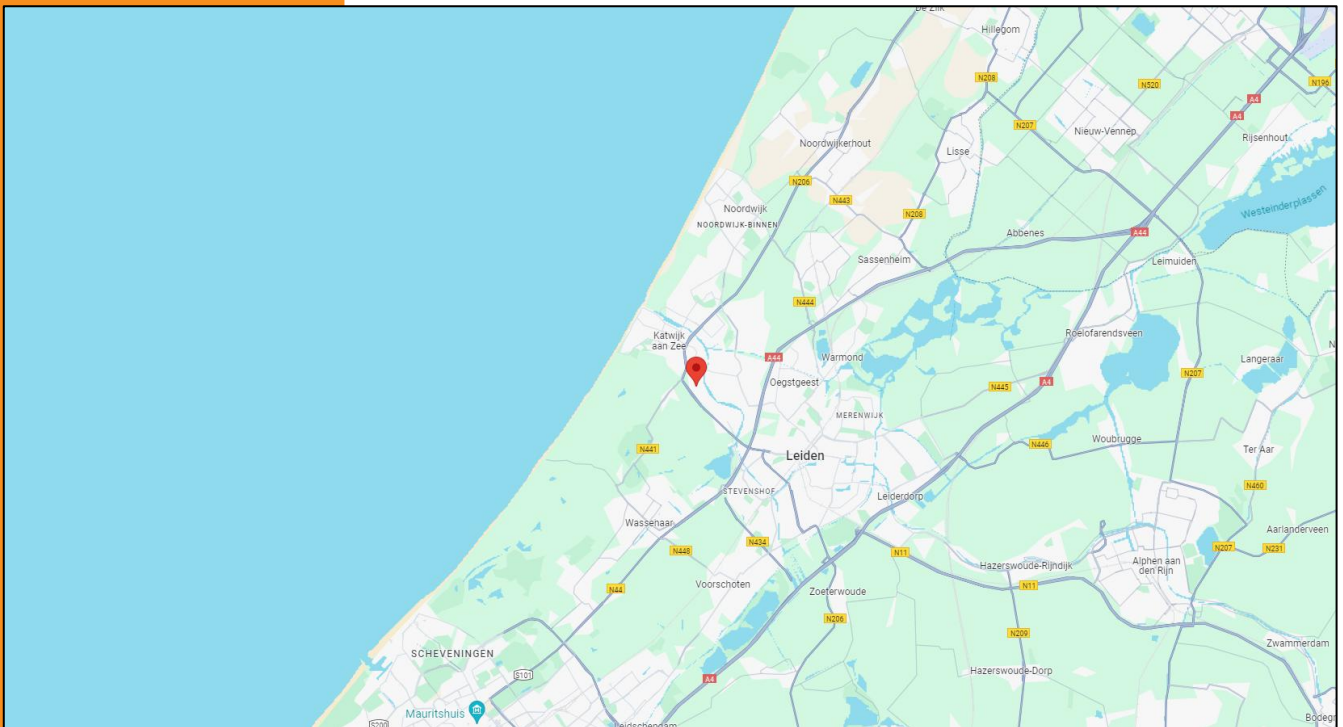 De Zilk
Hillegom
N208
N520
N196
A4
A4
N207
Nieuw-Vennep
Rijsenhout
Noordwijkerhout
Lisse
N206
N443
N208
Westeinderplassen
Noordwijk
NOORDWIJK-BINNEN
Abbenes
A44
Sassenheim
Leimuiden
N444
Katwijk
aan Zee
Roelofarendsveen
A44
Warmond
Langeraar
Oegstgeest
N445
A4
N207
MERENWIJK
Woubrugge
N441
N446
Ter Aar
Leiden
STEVENSHOF
Leiderdorp
N460
Wassenaar
Aarlanderveen
N448
N434
N11
N207
N231
Hazerswoude-Rijndijk
Alphen aan
den Rijn
N44
Voorschoten
Zoeterwoude
N11
N206
N209
SCHEVENINGEN
Zwammerdam
S101
A4
Hazerswoude-Dorp
Mauritshuis
S200
Leidschendam